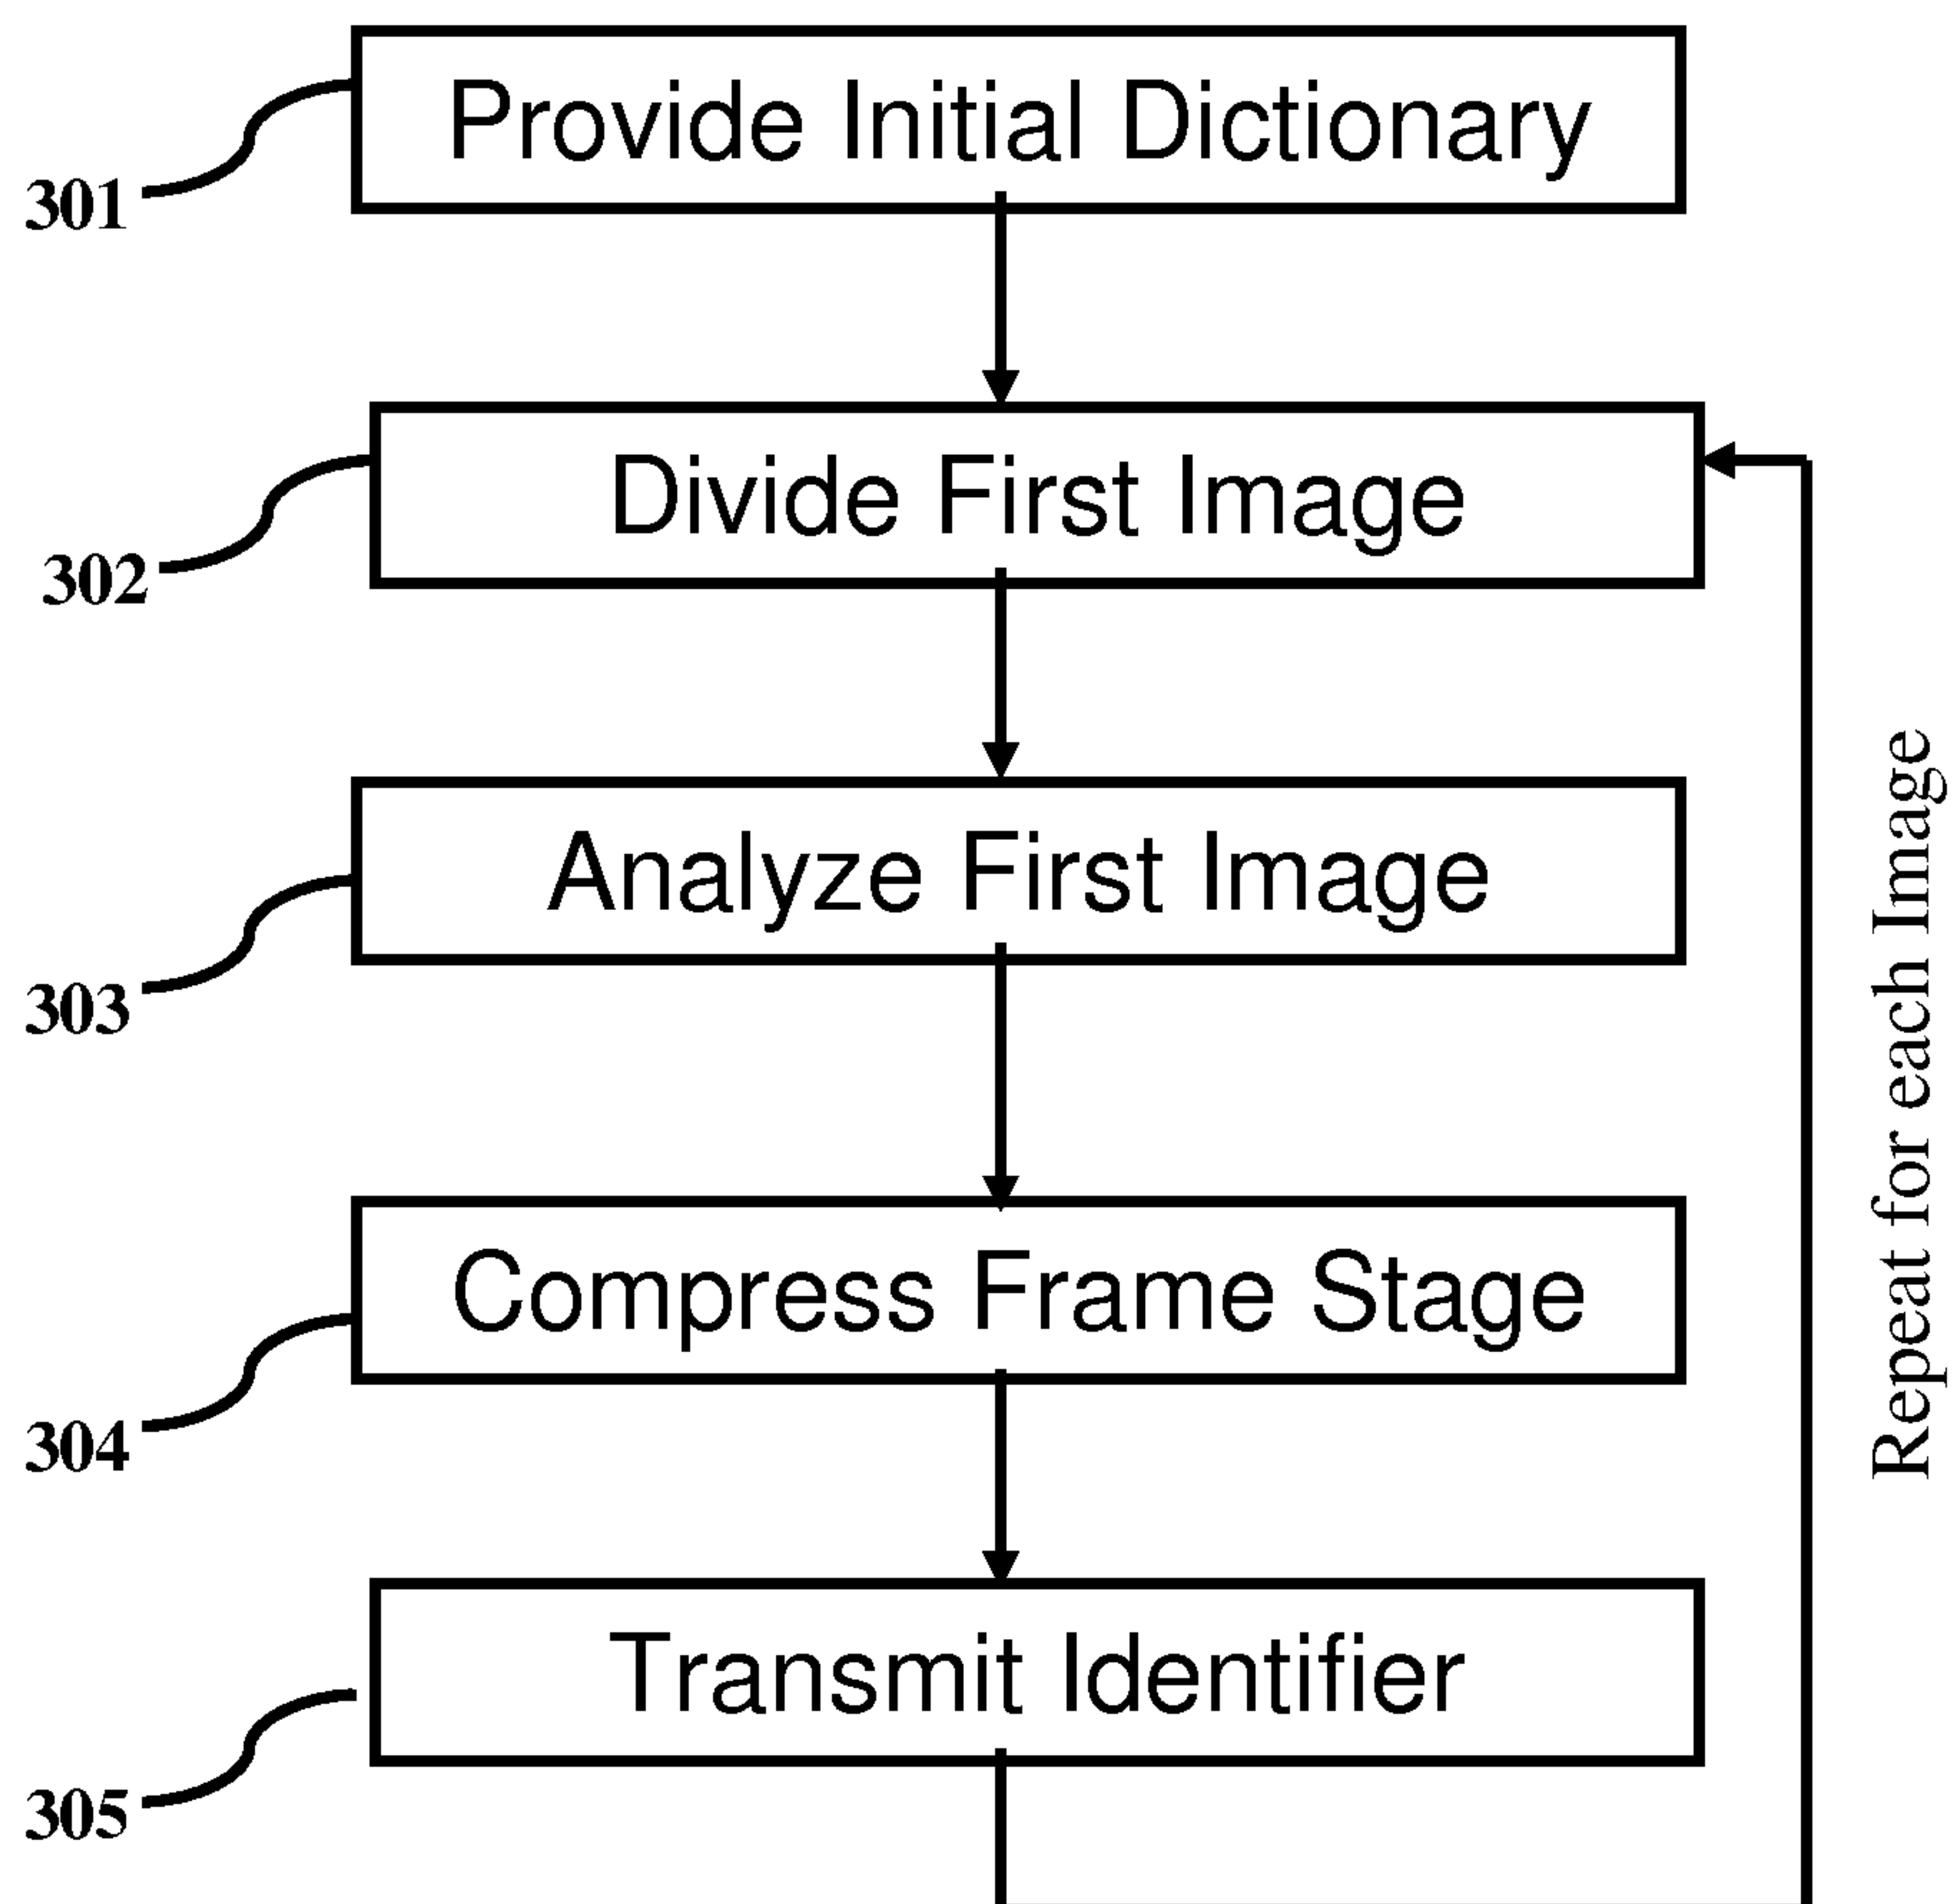 Provide Initial Dictionary
301
Divide First Image
302
Analyze First Image
303
Compress Frame Stage
304
Transmit Identifier
305
Repeat for each Image